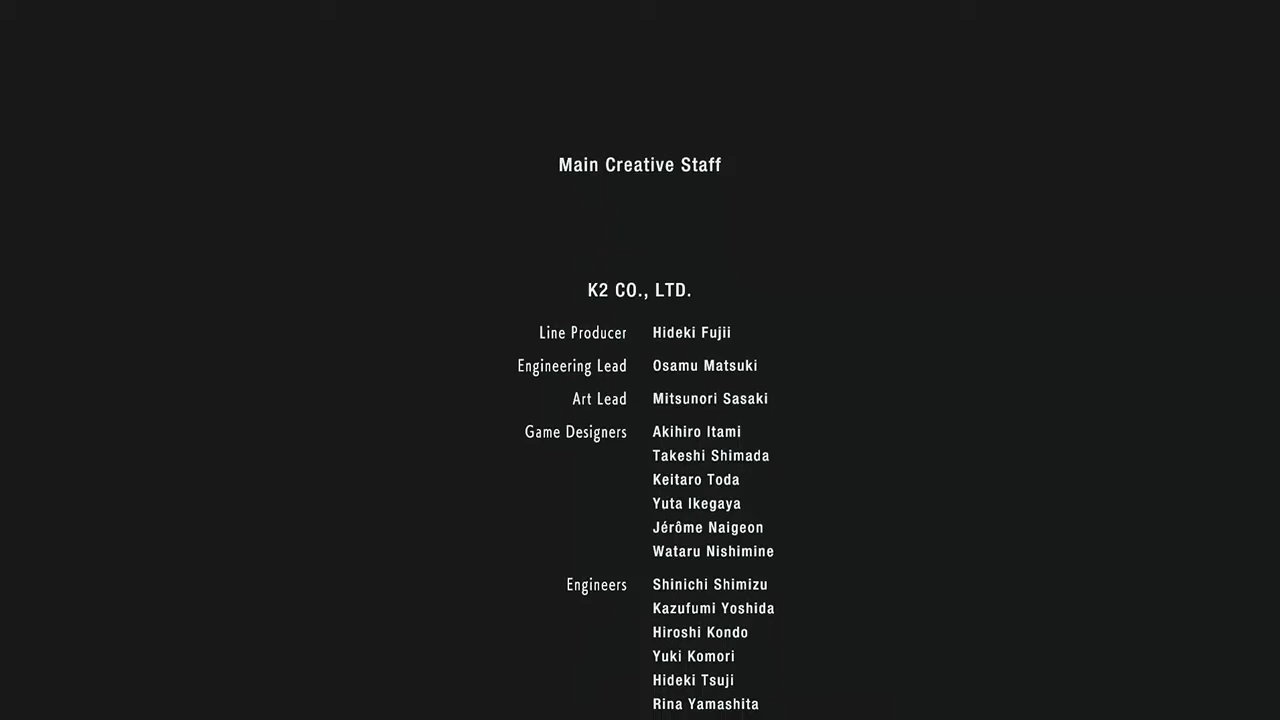 Main Creative Staff
K2 CO., LTD.
Line Producer Hideki Fujii
Engineering Lead Osamu Matsuki
Art Lead Mitsunori Sasaki
Game Designers Akihiro Itami
Takeshi Shimada
Keitaro Toda
Yuta Ikegaya
Jérôme Naigeon
Wataru Nishimine
Engineers Shinichi Shimizu
Kazufumi Yoshida
Hiroshi Kondo
Yuki Komori
Hideki Tsuji
Rina Yamashita